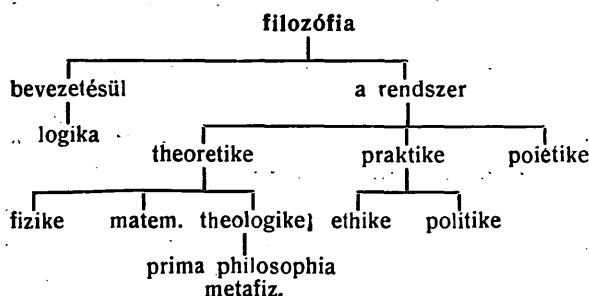 filozófia
bevezetésül a rendszer
logika
theoretike praktike poietike
fizike matem. theologike ethike politike
prima philosophia
metafiz.